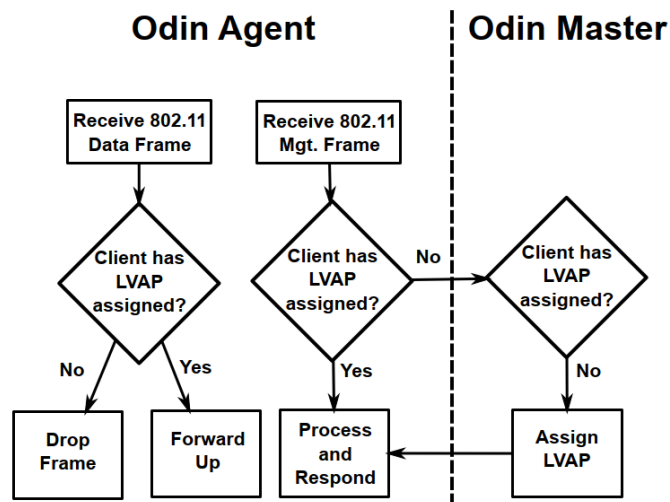 Odin Agent
Odin Master
Receive 802.11
Data Frame
Receive 802.11
Mgt. Frame
Client has
LVAP
assigned?
Client has
LVAP
assigned?
No
Client has
LVAP
assigned?
No
Yes
Yes
No
Drop
Frame
Forward
Up
Process
and
Respond
Assign
LVAP